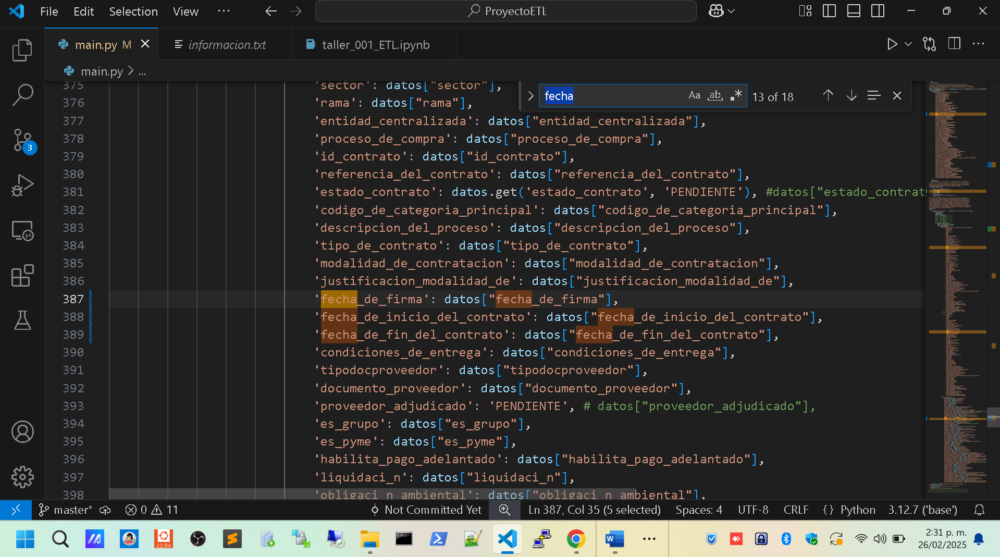 File Edit Selection View ··· ProyectoETL
main.py M informacion.txt taller_001_ETL.ipynb
main.py > ...
fecha Aa ab .* 13 of 18
375 'sector': datos["sector"],
376 'rama': datos["rama"],
377 'entidad_centralizada': datos["entidad_centralizada"],
378 'proceso_de_compra': datos["proceso_de_compra"],
379 'id_contrato': datos["id_contrato"],
380 'referencia_del_contrato': datos["referencia_del_contrato"],
381 'estado_contrato': datos.get('estado_contrato', 'PENDIENTE'), #datos["estado_contrat
382 'codigo_de_categoria_principal': datos["codigo_de_categoria_principal"],
383 'descripcion_del_proceso': datos["descripcion_del_proceso"],
384 'tipo_de_contrato': datos["tipo_de_contrato"],
385 'modalidad_de_contratacion': datos["modalidad_de_contratacion"],
386 'justificacion_modalidad_de': datos["justificacion_modalidad_de"],
387 'fecha_de_firma': datos["fecha_de_firma"],
388 'fecha_de_inicio_del_contrato': datos["fecha_de_inicio_del_contrato"],
389 'fecha_de_fin_del_contrato': datos["fecha_de_fin_del_contrato"],
390 'condiciones_de_entrega': datos["condiciones_de_entrega"],
391 'tipodocproveedor': datos["tipodocproveedor"],
392 'documento_proveedor': datos["documento_proveedor"],
393 'proveedor_adjudicado': 'PENDIENTE', # datos["proveedor_adjudicado"],
394 'es_grupo': datos["es_grupo"],
395 'es_pyme': datos["es_pyme"],
396 'habilita_pago_adelantado': datos["habilita_pago_adelantado"],
397 'liquidaci_n': datos["liquidaci_n"],
398 'obligaci_n_ambiental': datos["obligaci_n_ambiental"],
3
master* 0 11 Not Committed Yet Ln 387, Col 35 (5 selected) Spaces: 4 UTF-8 CRLF {} Python 3.12.7 ('base')
22.04
2:31 p. m.
26/02/2025